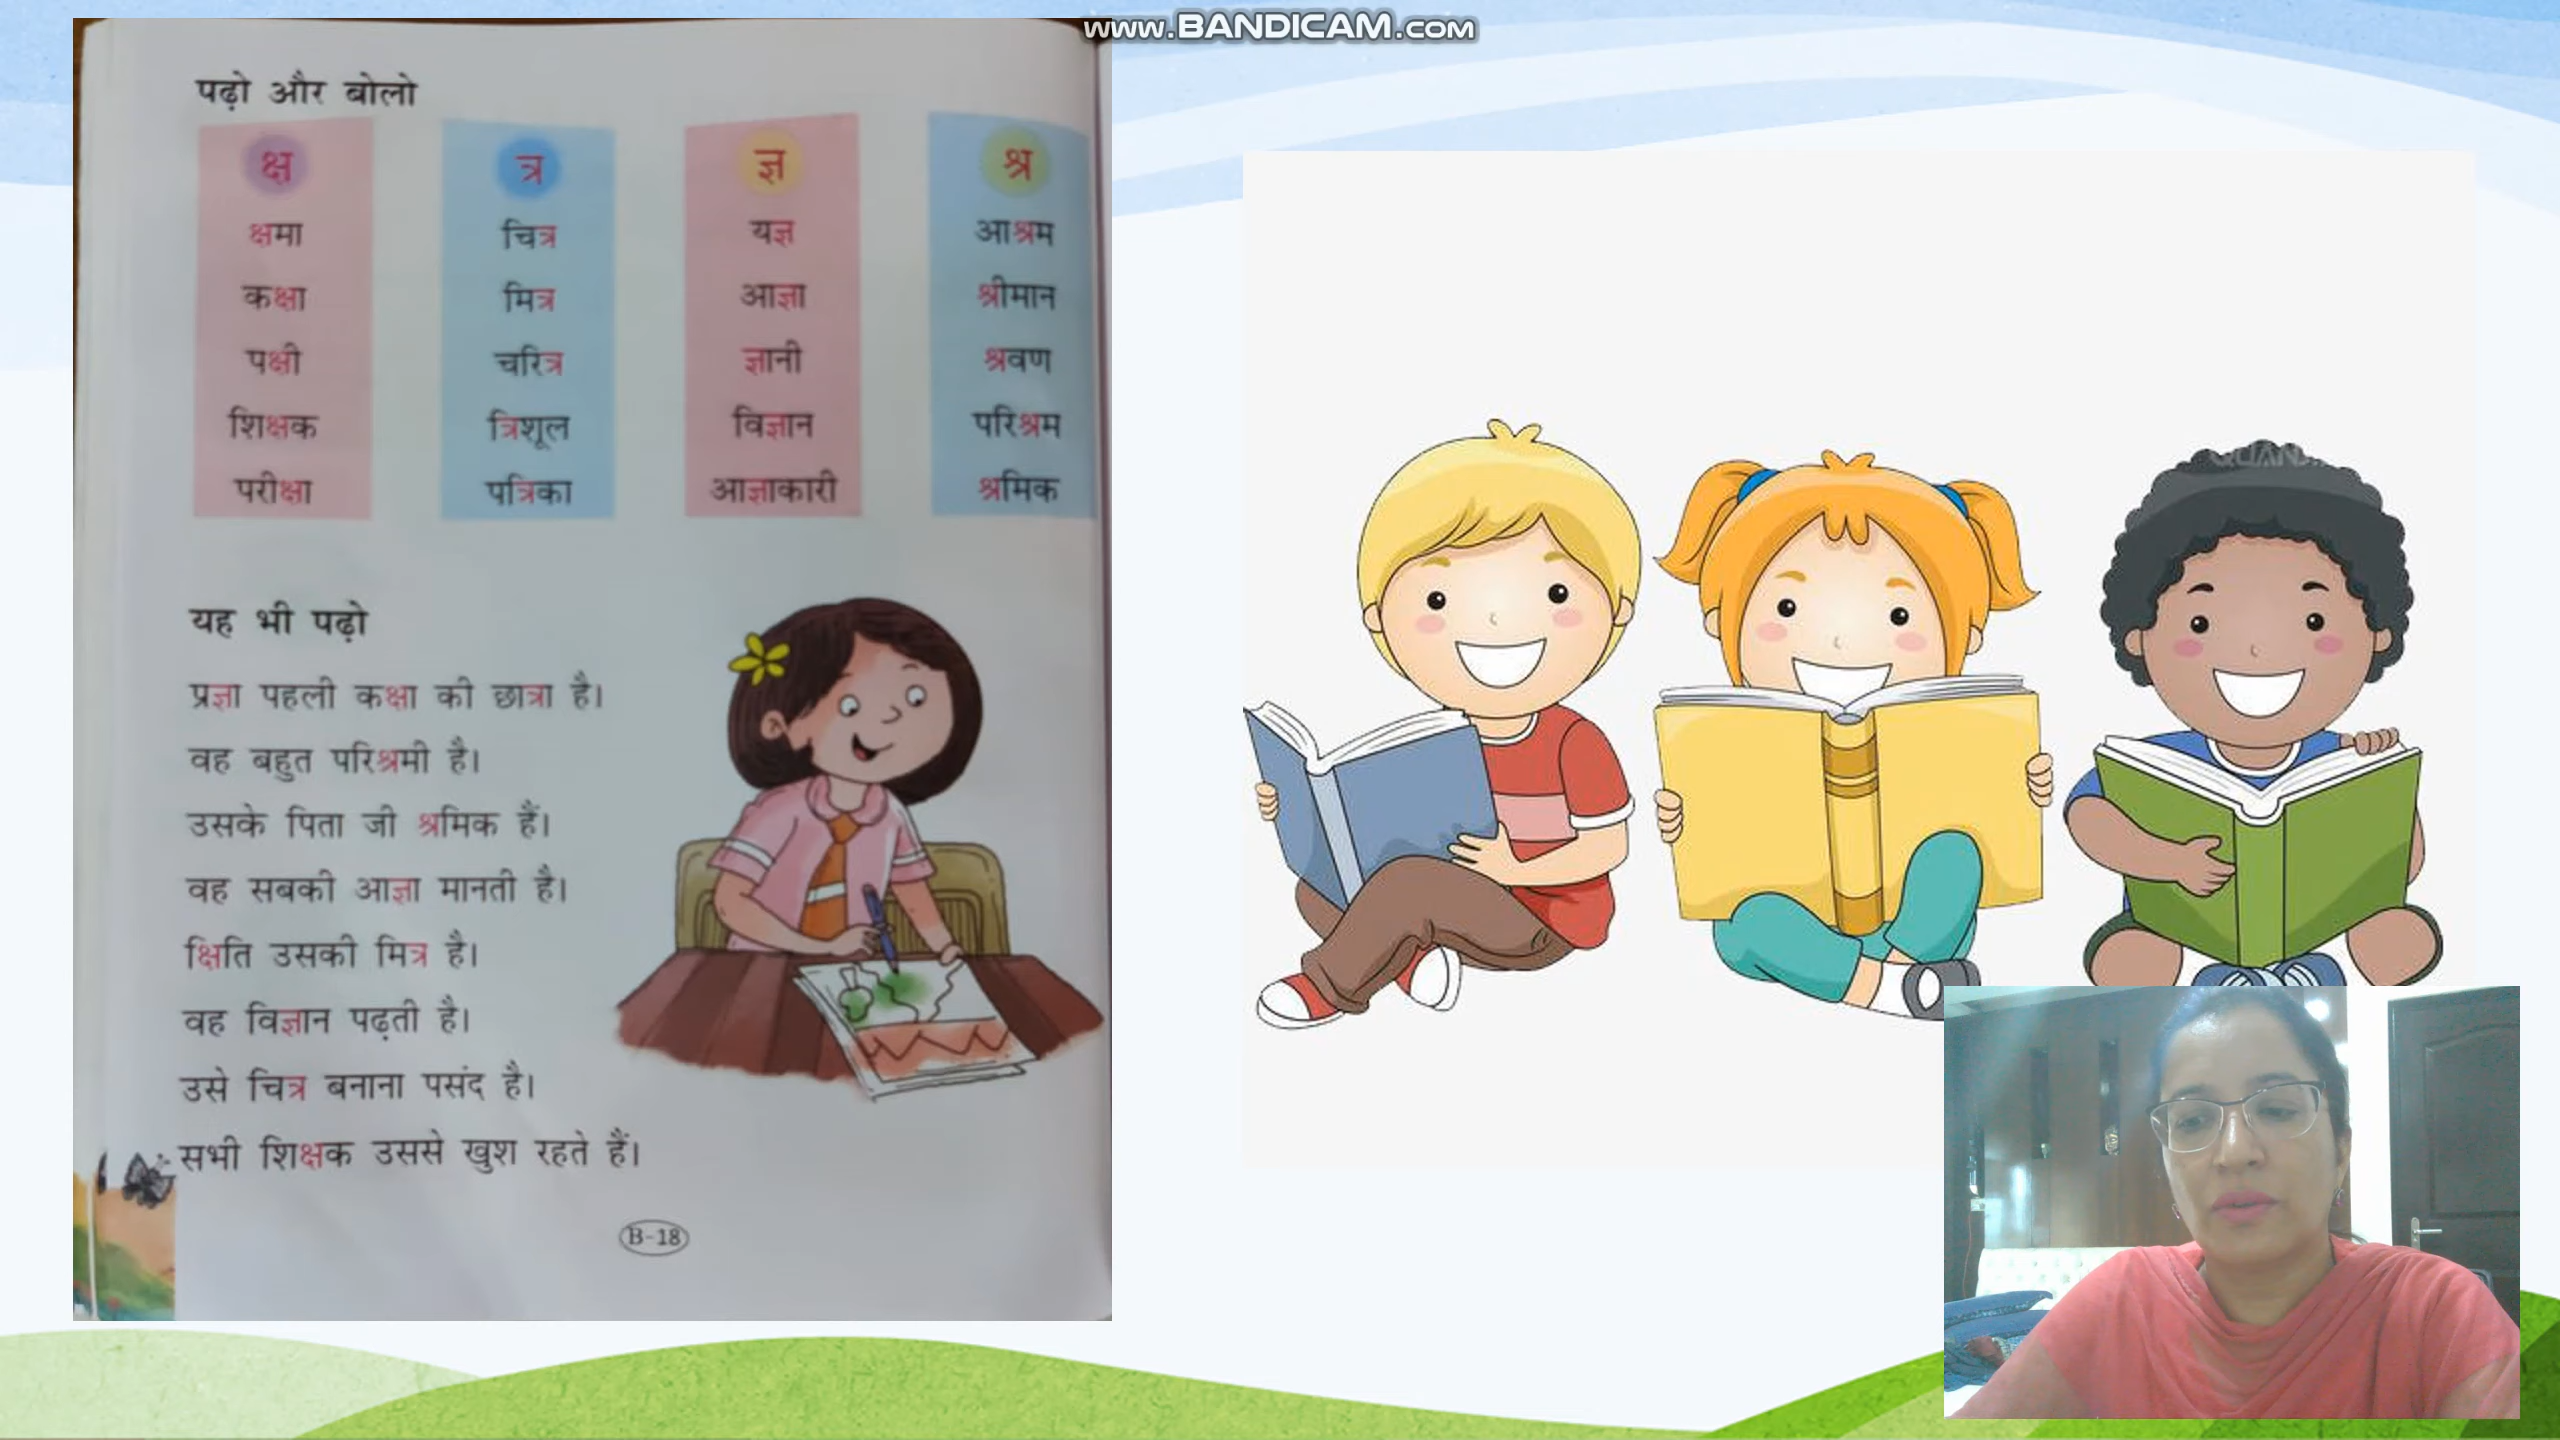 www.BANDICAM.com
पढ़ो और बोलो
क्ष त्र ज्ञ श्र
क्षमा चित्र यज्ञ आश्रम
कक्षा मित्र आज्ञा श्रीमान
पक्षी चरित्र ज्ञानी श्रवण
शिक्षक त्रिशूल विज्ञान परिश्रम
परीक्षा पत्रिका आज्ञाकारी श्रमिक
यह भी पढ़ो
प्रज्ञा पहली कक्षा की छात्रा है।
वह बहुत परिश्रमी है।
उसके पिता जी श्रमिक हैं।
वह सबकी आज्ञा मानती है।
क्षिति उसकी मित्र है।
वह विज्ञान पढ़ती है।
उसे चित्र बनाना पसंद है।
सभी शिक्षक उससे खुश रहते हैं।
B-18